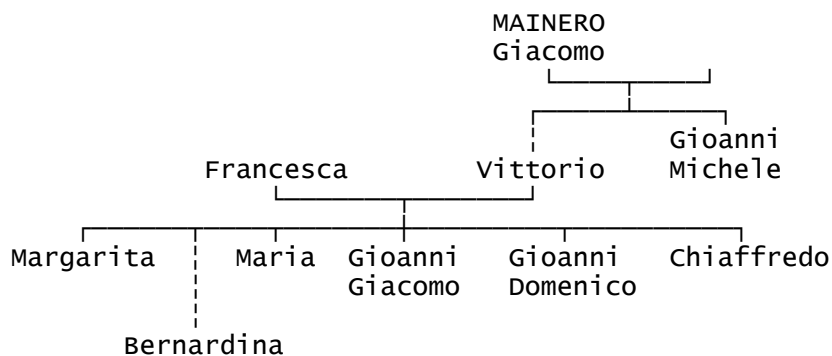 MAINERO
Giacomo
Gioanni
Francesca Vittorio Michele
Margarita Maria Gioanni Gioanni Chiaffredo
Giacomo Domenico
Bernardina